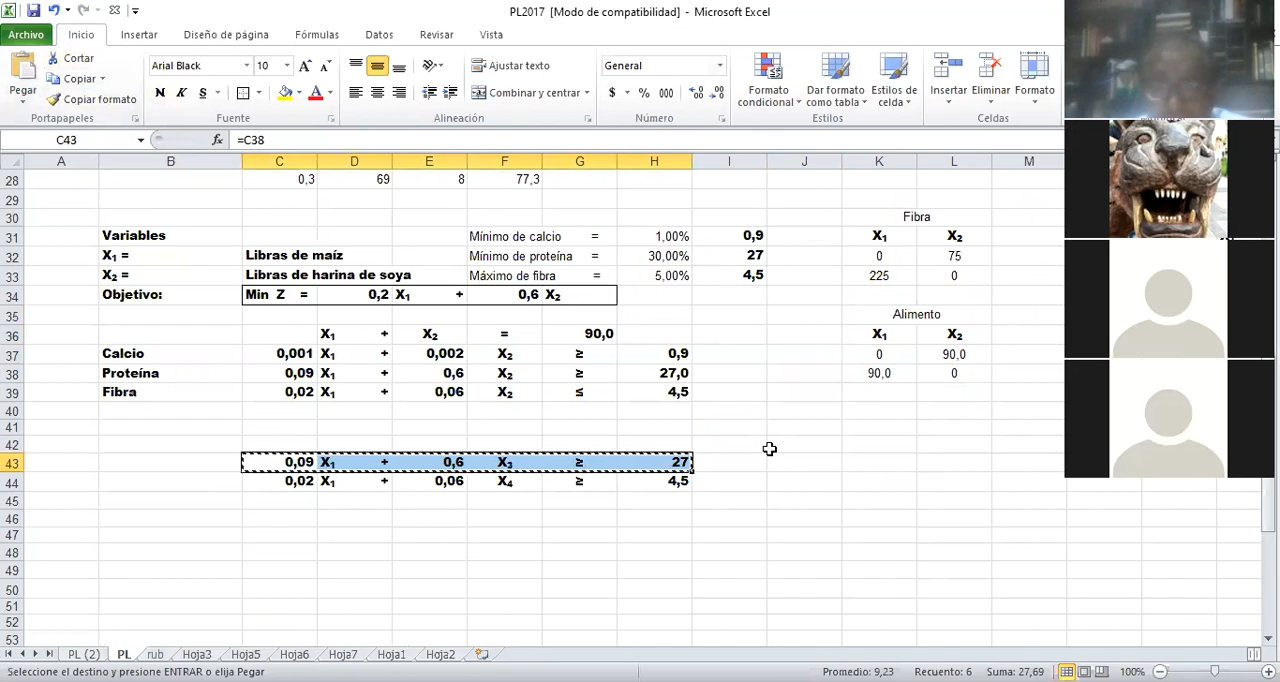 PL2017 [Modo de compatibilidad] - Microsoft Excel
Archivo Inicio Insertar Diseño de página Fórmulas Datos Revisar Vista
Pegar Cortar Copiar Copiar formato
Arial Black 10 A A
N K S A
Ajustar texto
Combinar y centrar
General
$ % 000
Formato condicional Dar formato como tabla Estilos de celda Insertar Eliminar Formato
Portapapeles Fuente Alineación Número Estilos Celdas
C43 fx =C38
A B C D E F G H I J K L M
28 0,3 69 8 77,3
29
30 Fibra
31 Variables Mínimo de calcio = 1,00% 0,9 X₁ X₂
32 X₁ = Libras de maíz Mínimo de proteína = 30,00% 27 0 75
33 X₂ = Libras de harina de soya Máximo de fibra = 5,00% 4,5 225 0
34 Objetivo: Min Z = 0,2 X₁ + 0,6 X₂
35 Alimento
36 X₁ + X₂ = 90,0 X₁ X₂
37 Calcio 0,001 X₁ + 0,002 X₂ ≥ 0,9 0 90,0
38 Proteína 0,09 X₁ + 0,6 X₂ ≥ 27,0 90,0 0
39 Fibra 0,02 X₁ + 0,06 X₂ ≤ 4,5
40
41
42
43 0,09 X₁ + 0,6 X₃ ≥ 27
44 0,02 X₁ + 0,06 X₄ ≥ 4,5
45
46
47
48
49
50
51
52
53
PL (2) PL rub Hoja3 Hoja5 Hoja6 Hoja7 Hoja1 Hoja2
Seleccione el destino y presione ENTRAR o elija Pegar Promedio: 9,23 Recuento: 6 Suma: 27,69 100%